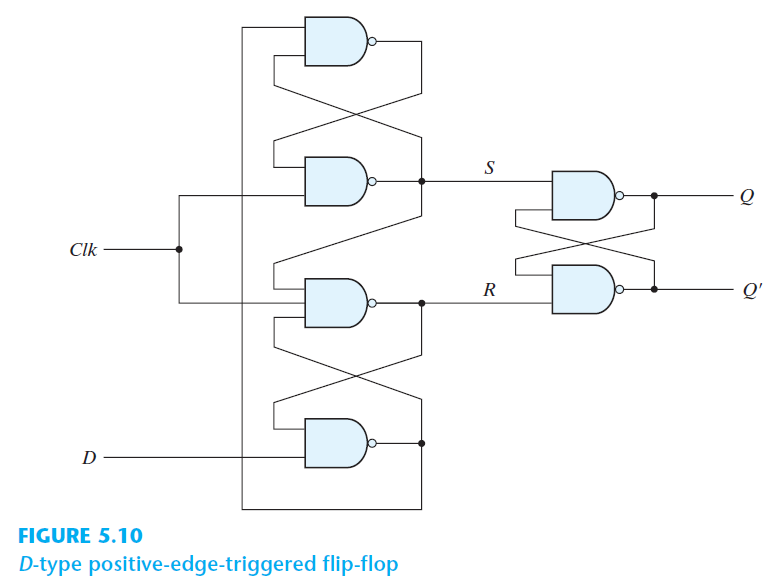 S
Q
Clk
R
Q'
D
FIGURE 5.10
D-type positive-edge-triggered flip-flop